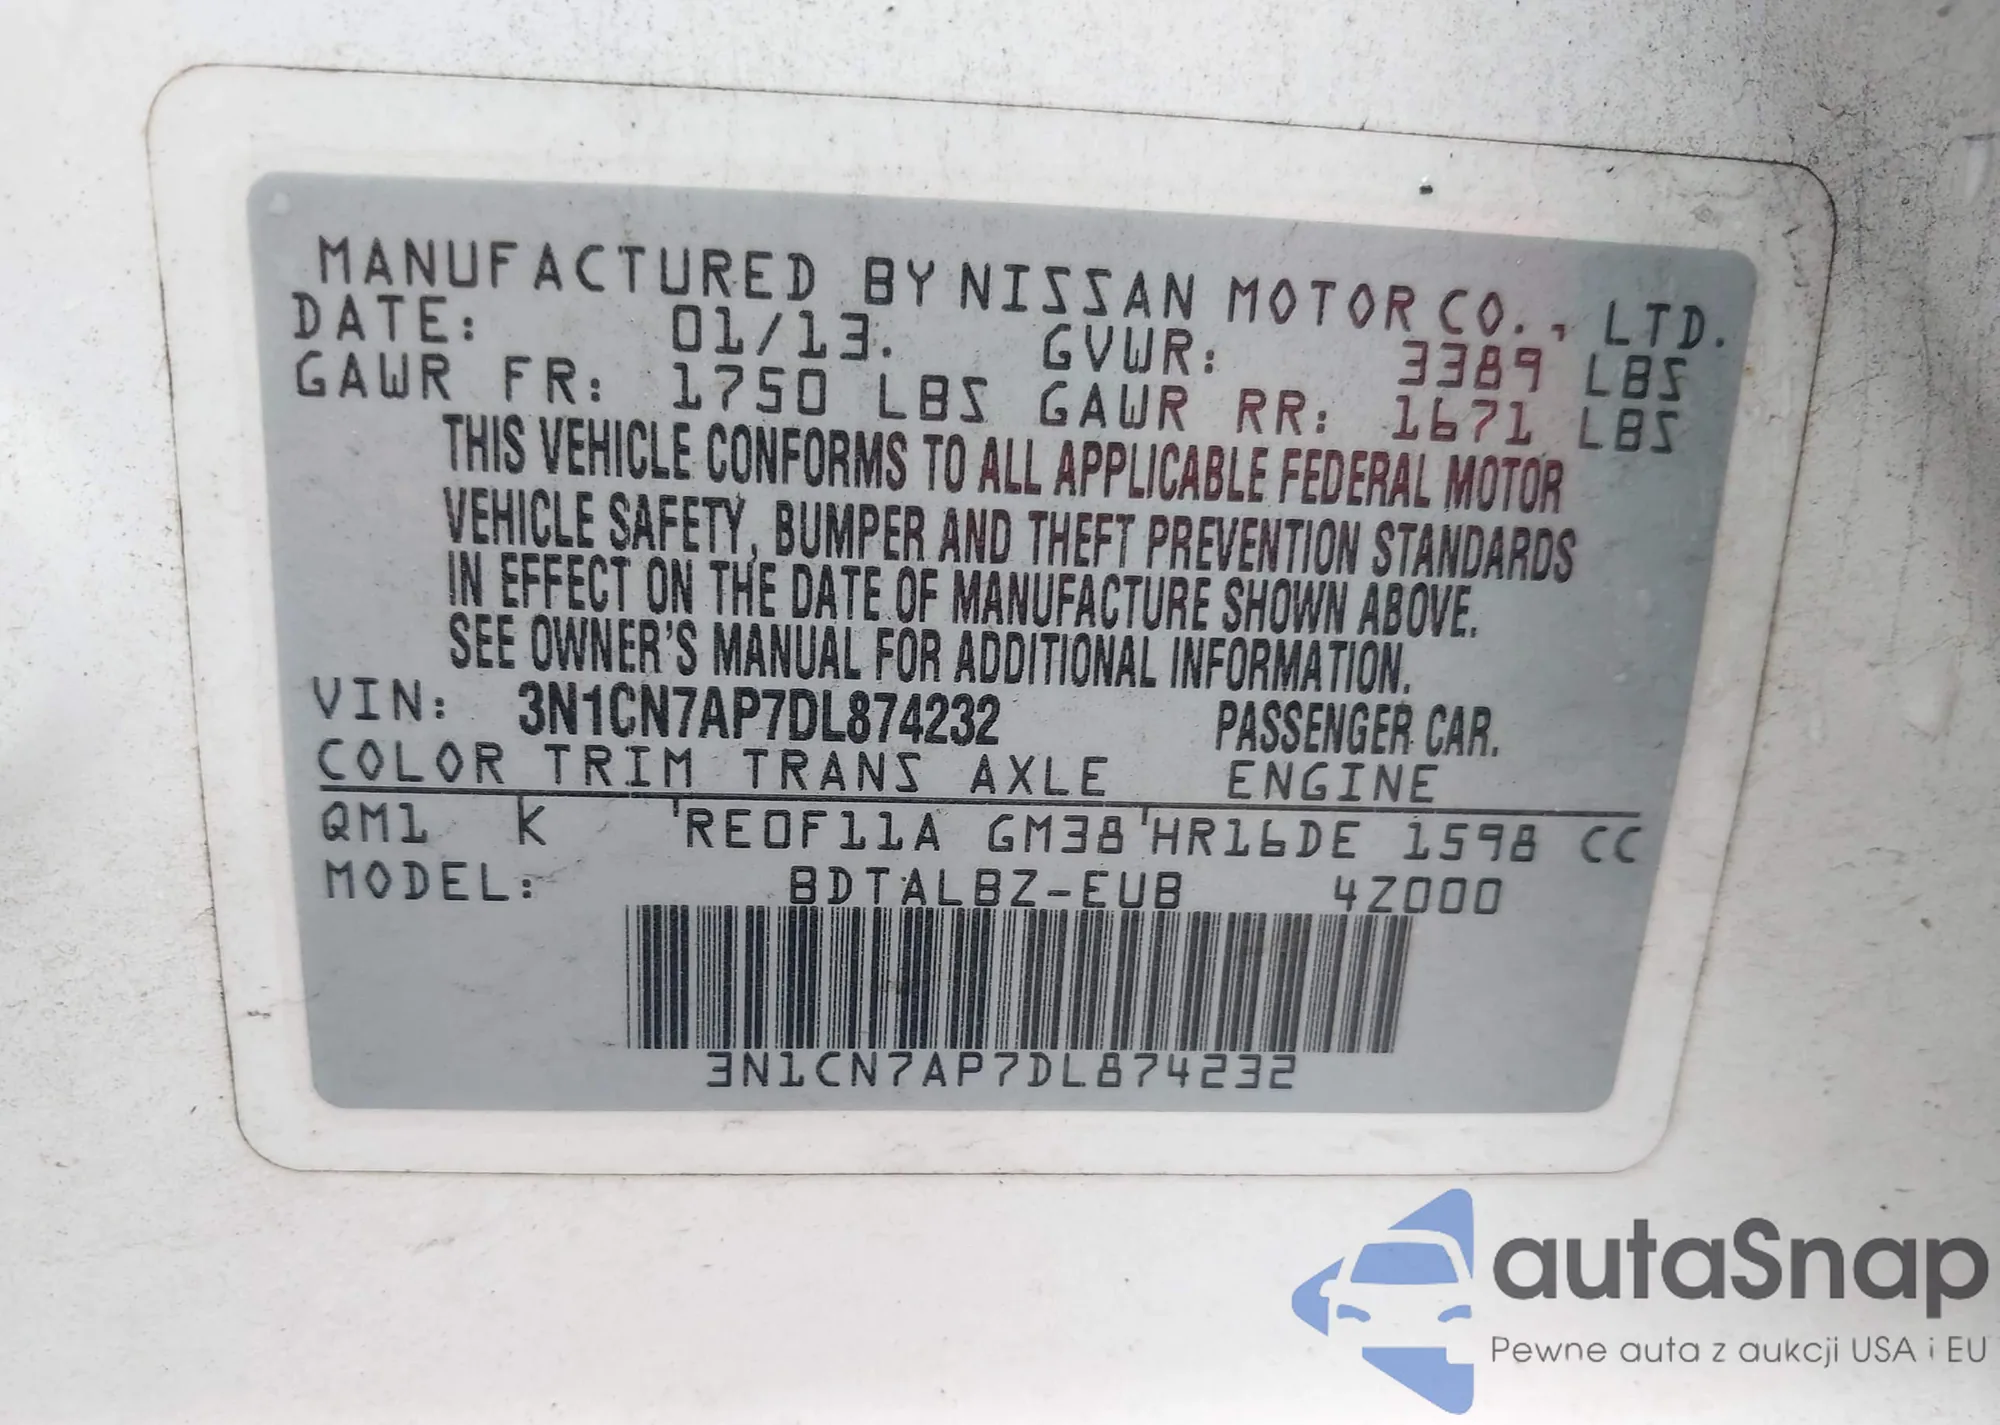 MANUFACTURED BY NISSAN MOTOR CO., LTD.
DATE: 01/13. GVWR: 3389 LBS
GAWR FR: 1750 LBS GAWR RR: 1671 LBS
THIS VEHICLE CONFORMS TO ALL APPLICABLE FEDERAL MOTOR
VEHICLE SAFETY, BUMPER AND THEFT PREVENTION STANDARDS
IN EFFECT ON THE DATE OF MANUFACTURE SHOWN ABOVE.
SEE OWNER'S MANUAL FOR ADDITIONAL INFORMATION.
VIN: 3N1CN7AP7DL874232 PASSENGER CAR.
COLOR TRIM TRANS AXLE ENGINE
QM1 K 'RE0F11A GM38'HR16DE 1598 CC
MODEL: BDTALBZ-EUB 4Z000
3N1CN7AP7DL874232
autaSnap
Pewne auta z aukcji USA i EU